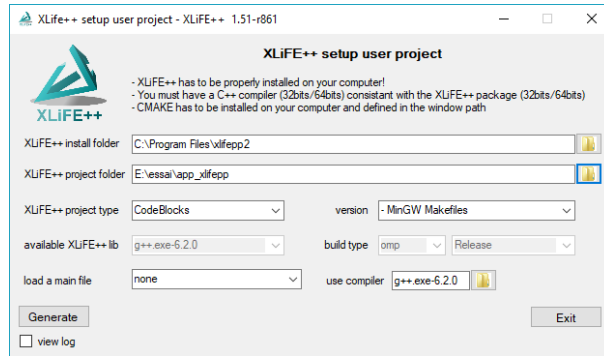 XLife++ setup user project - XLiFE++ 1.51-r861
XLiFE++ setup user project
- XLiFE++ has to be properly installed on your computer!
- You must have a C++ compiler (32bits/64bits) consistant with the XLiFE++ package (32bits/64bits)
- CMAKE has to be installed on your computer and defined in the window path
XLiFE++
XLiFE++ install folder C:\Program Files\xlifepp2
XLiFE++ project folder E:\essai\app_xlifepp
XLiFE++ project type CodeBlocks version - MinGW Makefiles
available XLiFE++ lib g++.exe-6.2.0 build type omp Release
load a main file none use compiler g++.exe-6.2.0
Generate Exit
view log